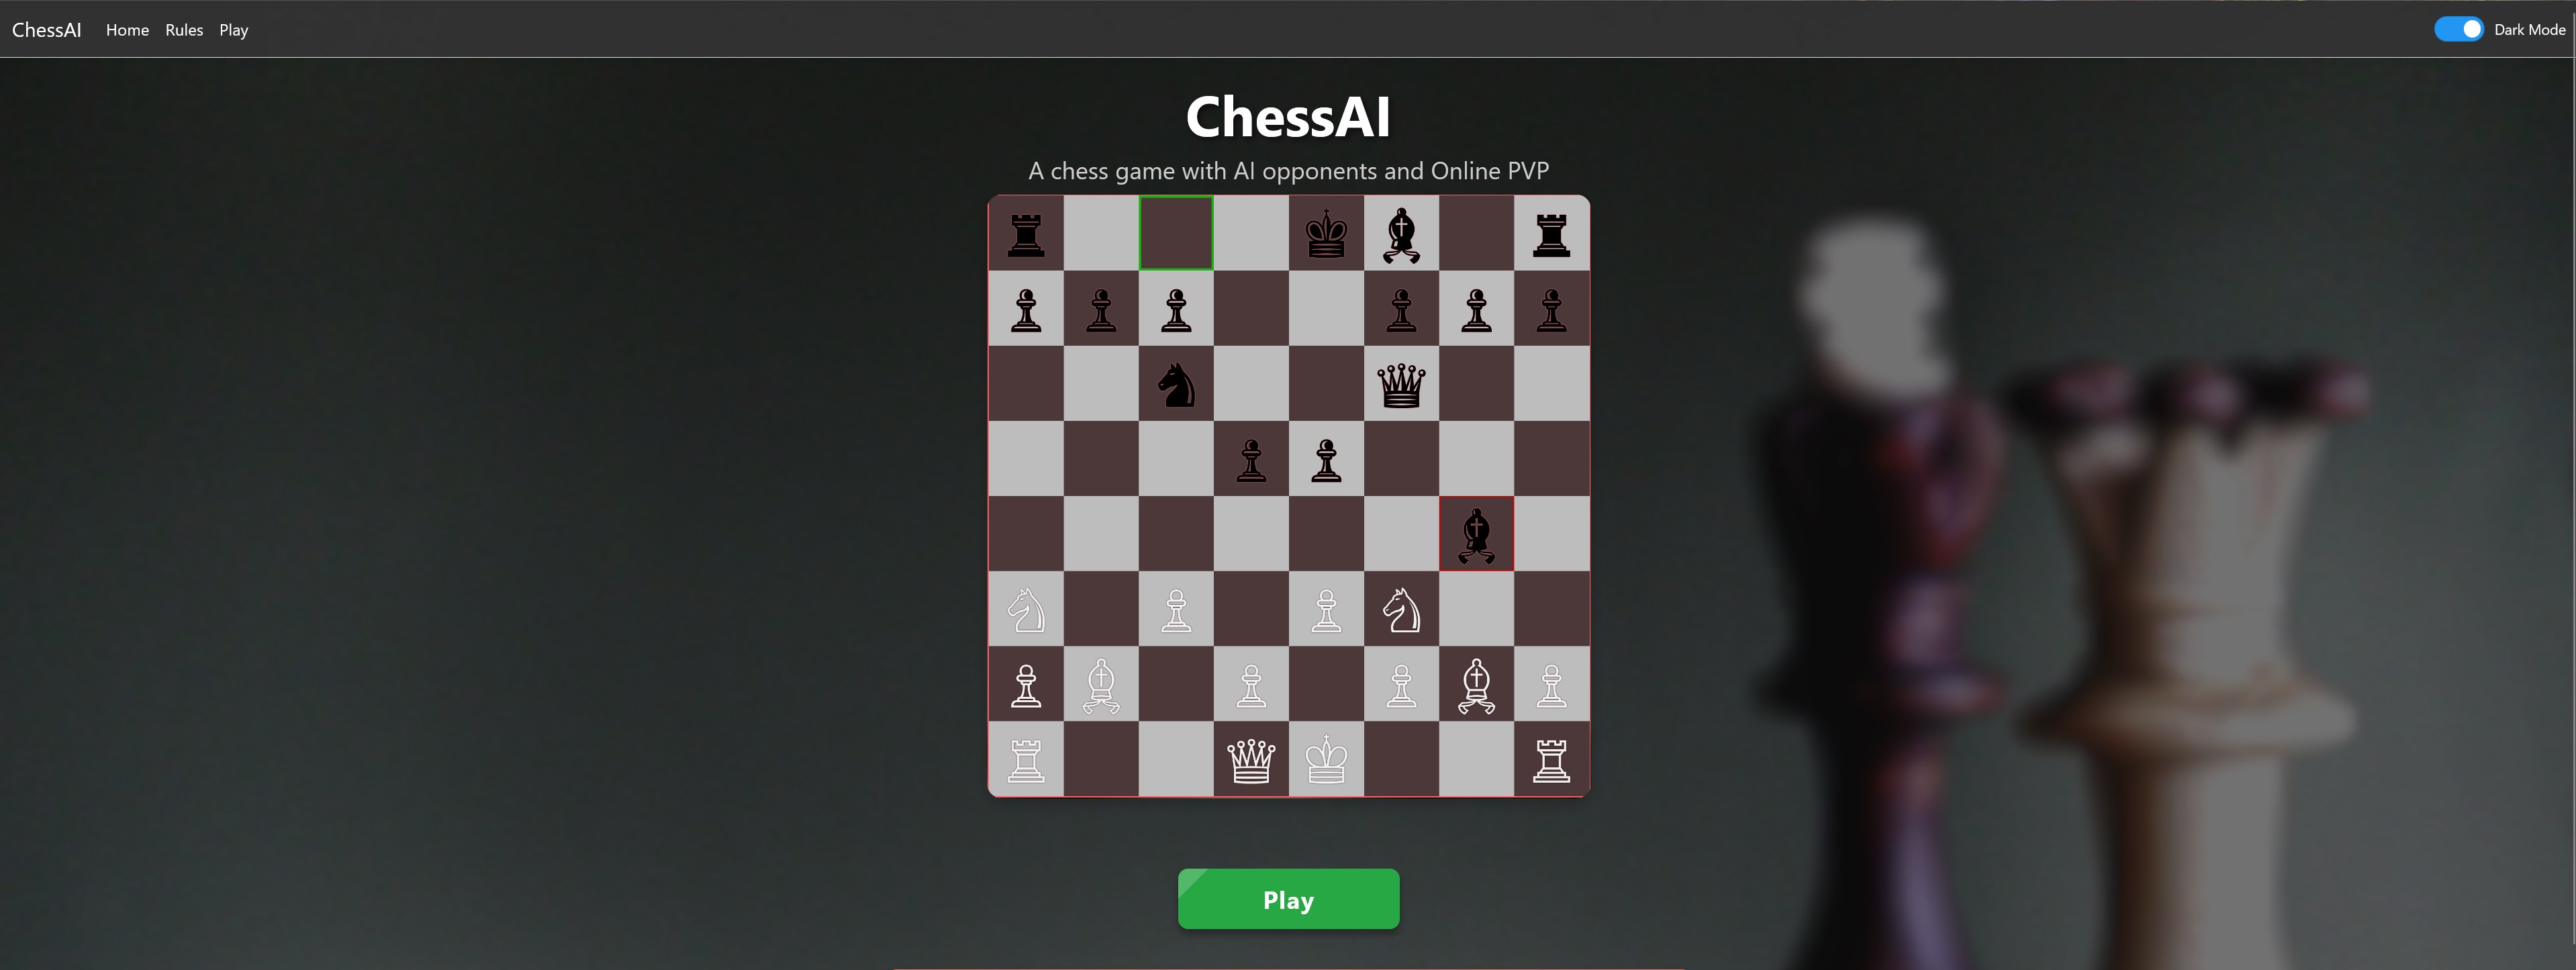 ChessAI Home Rules Play Dark Mode
ChessAI
A chess game with AI opponents and Online PVP
Play